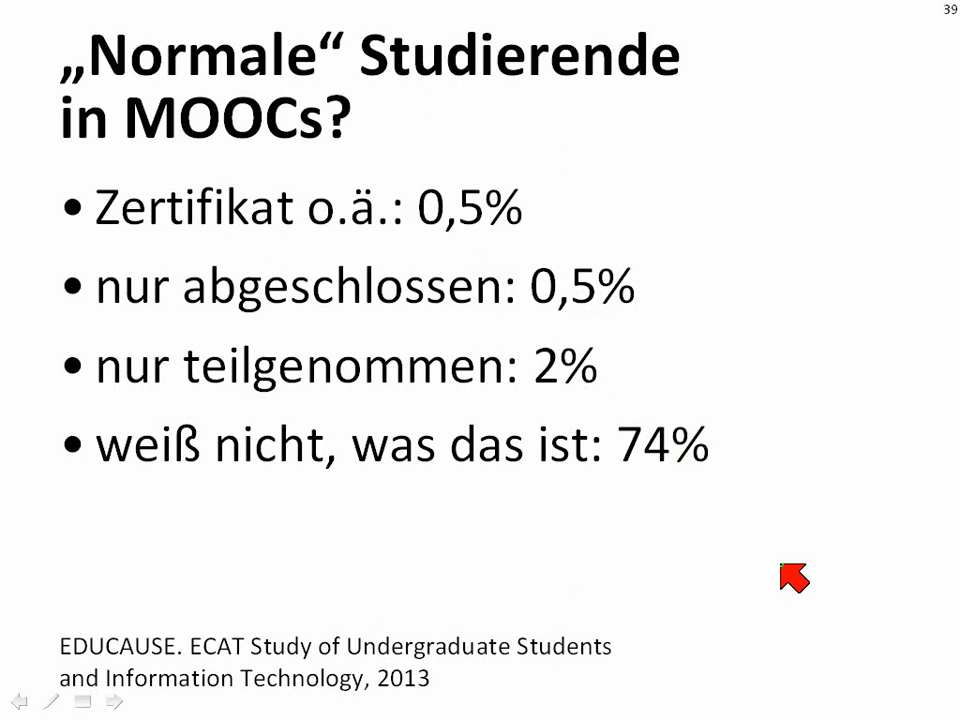 39
„Normale“ Studierende
in MOOCs?
• Zertifikat o.ä.: 0,5%
• nur abgeschlossen: 0,5%
• nur teilgenommen: 2%
• weiß nicht, was das ist: 74%
EDUCAUSE. ECAT Study of Undergraduate Students
and Information Technology, 2013